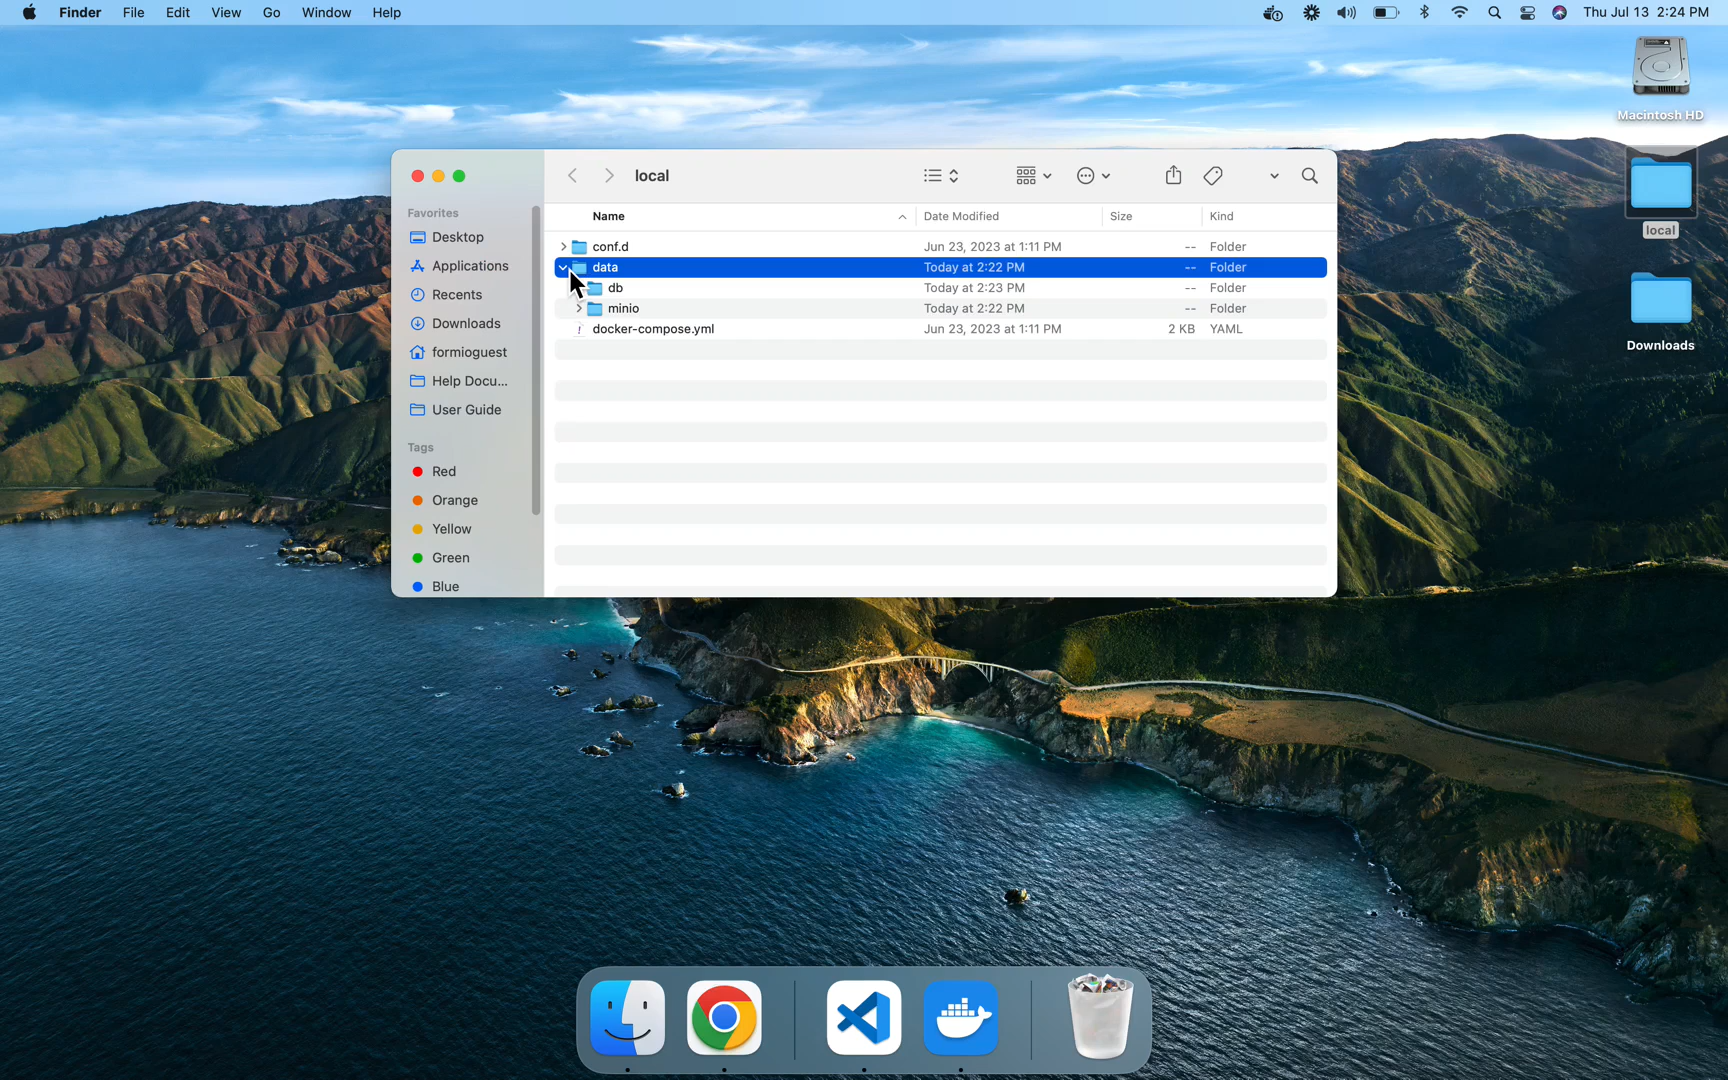 Finder File Edit View Go Window Help Thu Jul 13 2:24 PM
Macintosh HD
local
Downloads
local
Favorites
Desktop
Applications
Recents
Downloads
formioguest
Help Docu...
User Guide
Tags
Red
Orange
Yellow
Green
Blue
Name Date Modified Size Kind
conf.d Jun 23, 2023 at 1:11 PM -- Folder
data Today at 2:22 PM -- Folder
db Today at 2:23 PM -- Folder
minio Today at 2:22 PM -- Folder
docker-compose.yml Jun 23, 2023 at 1:11 PM 2 KB YAML